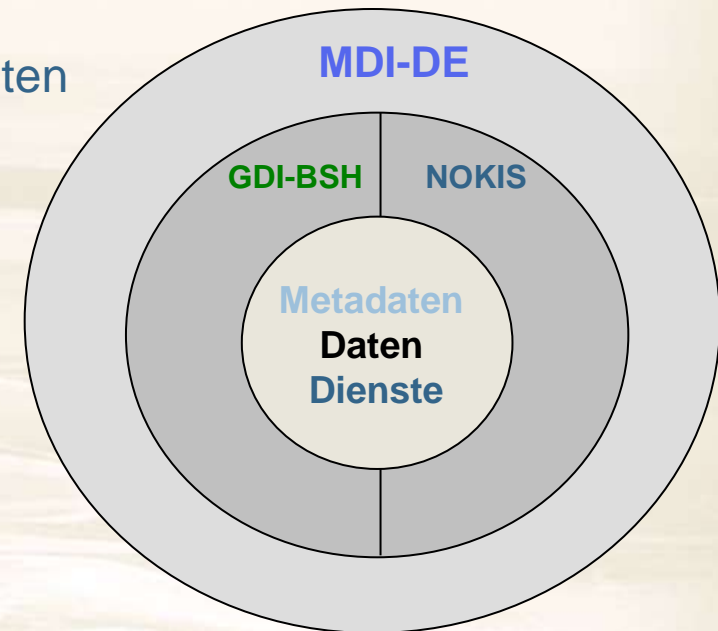 ten
MDI-DE
GDI-BSH NOKIS
Metadaten
Daten
Dienste